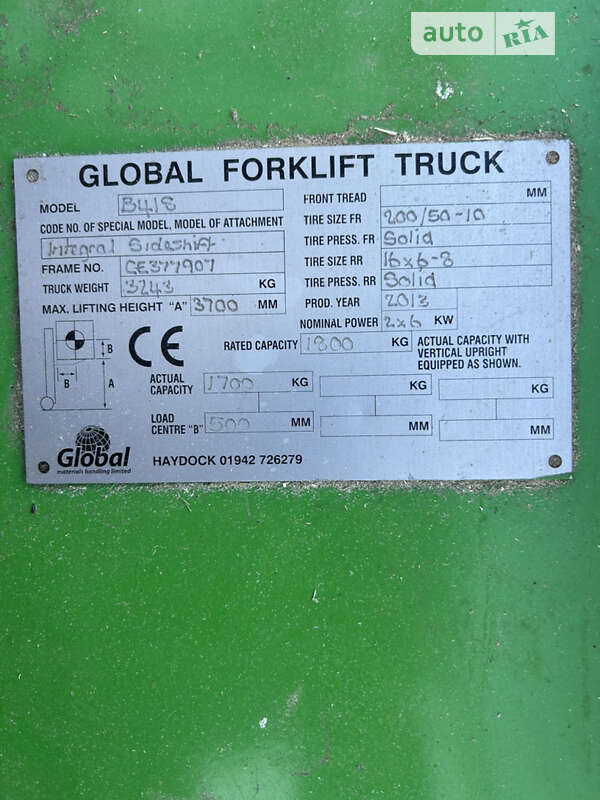 auto RIA
GLOBAL FORKLIFT TRUCK
MODEL B418
CODE NO. OF SPECIAL MODEL, MODEL OF ATTACHMENT
Integral Sideshift
FRAME NO. CE377907
TRUCK WEIGHT 3243 KG
MAX. LIFTING HEIGHT "A" 3700 MM
FRONT TREAD MM
TIRE SIZE FR 200/50-10
TIRE PRESS. FR Solid
TIRE SIZE RR 16x6-8
TIRE PRESS. RR Solid
PROD. YEAR 2013
NOMINAL POWER 2x6 KW
B
B A
CE
RATED CAPACITY 1800 KG
ACTUAL CAPACITY WITH
VERTICAL UPRIGHT
EQUIPPED AS SHOWN.
ACTUAL
CAPACITY 1700 KG KG KG
LOAD
CENTRE "B" 500 MM MM MM
Global
materials handling limited
HAYDOCK 01942 726279